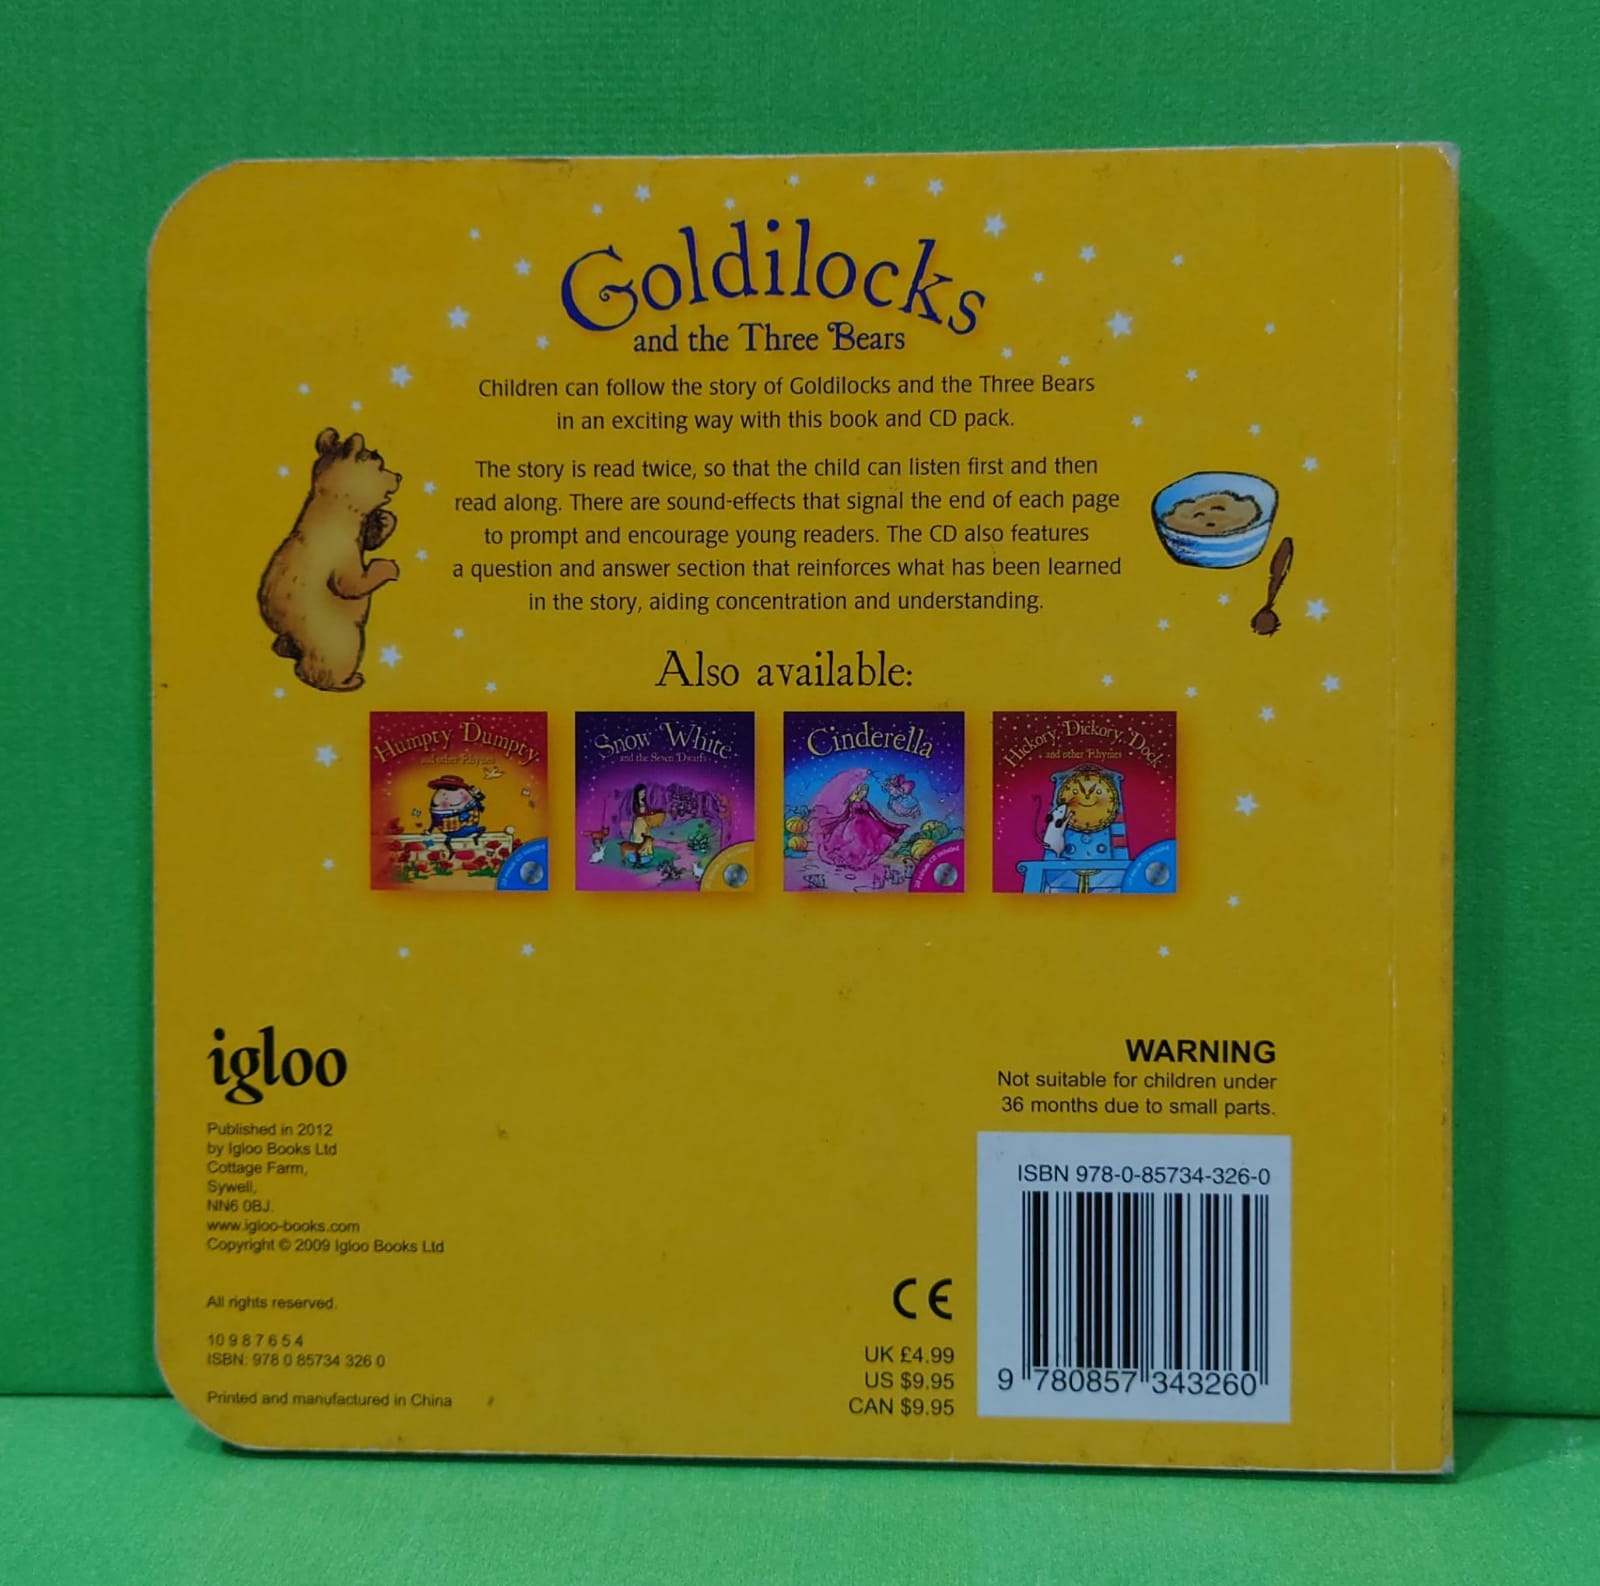 Goldilocks
and the Three Bears
Children can follow the story of Goldilocks and the Three Bears
in an exciting way with this book and CD pack.
The story is read twice, so that the child can listen first and then
read along. There are sound-effects that signal the end of each page
to prompt and encourage young readers. The CD also features
a question and answer section that reinforces what has been learned
in the story, aiding concentration and understanding.
Also available:
Humpty Dumpty
and other Rhymes
Snow White
and the Seven Dwarfs
Cinderella
CD included
Hickory, Dickory, Dock
and other Rhymes
igloo
Published in 2012
by Igloo Books Ltd
Cottage Farm,
Sywell,
NN6 0BJ.
www.igloo-books.com
Copyright © 2009 Igloo Books Ltd
All rights reserved.
10 9 8 7 6 5 4
ISBN: 978 0 85734 326 0
Printed and manufactured in China
WARNING
Not suitable for children under
36 months due to small parts.
CE
UK £4.99
US $9.95
CAN $9.95
ISBN 978-0-85734-326-0
9 780857 343260